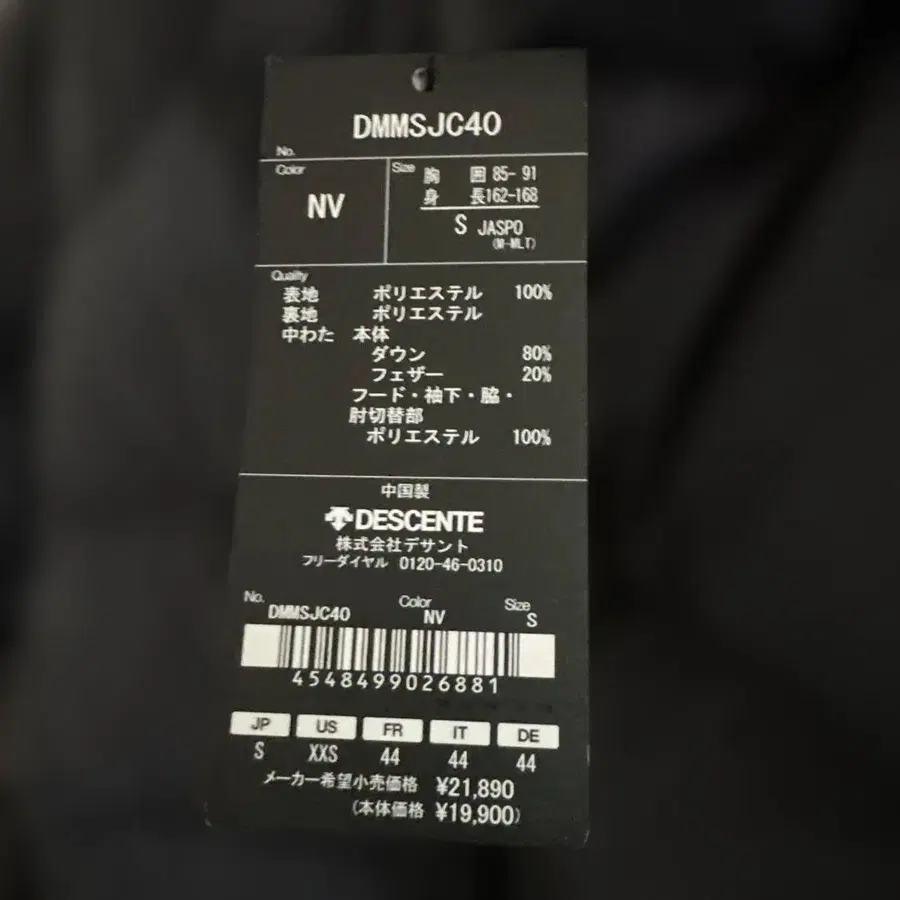 DMMSJC40
No.
Color
NV
Size 胸 囲 85-91
身 長162-168
S JASPO
(M-MLT)
Quality
表地 ポリエステル 100%
裏地 ポリエステル
中わた 本体
ダウン 80%
フェザー 20%
フード・袖下・脇・
肘切替部
ポリエステル 100%
中国製
DESCENTE
株式会社デサント
フリーダイヤル 0120-46-0310
No. Color Size
DMMSJC40 NV S
4548499026881
JP US FR IT DE
S XXS 44 44 44
メーカー希望小売価格 ¥21,890
(本体価格 ¥19,900)